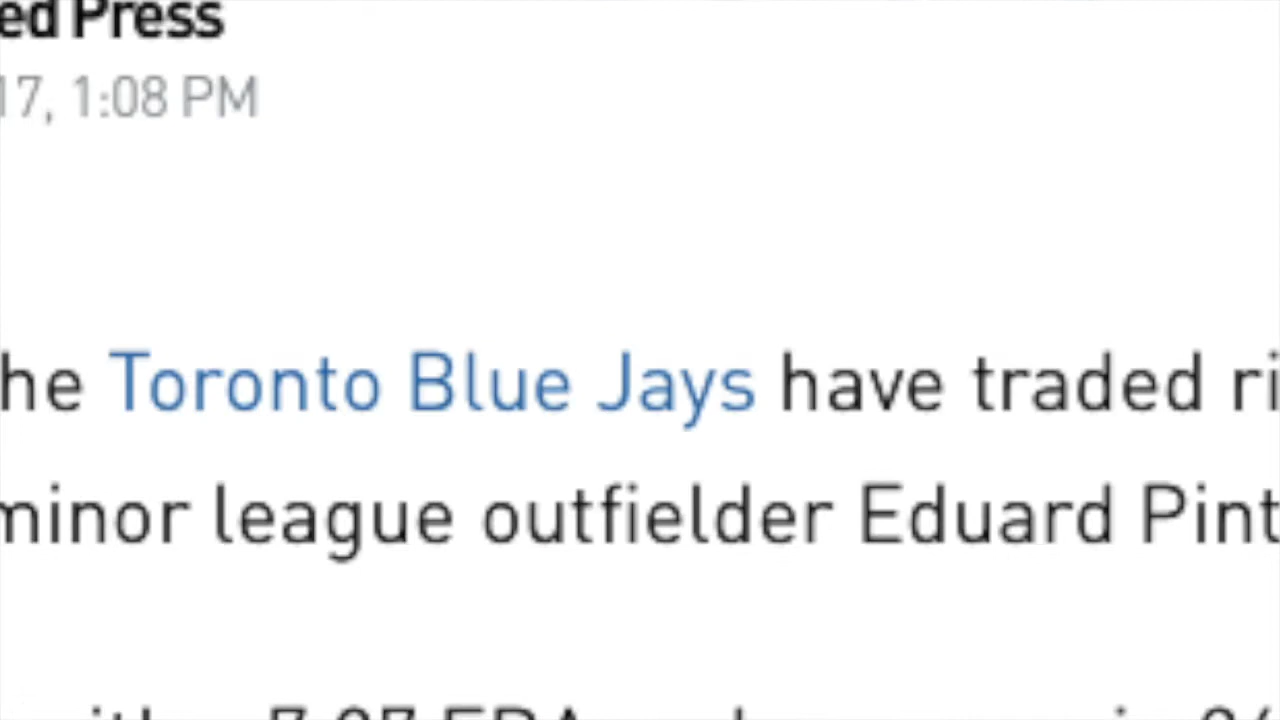 ed Press
17, 1:08 PM
he Toronto Blue Jays have traded ri
minor league outfielder Eduard Pint